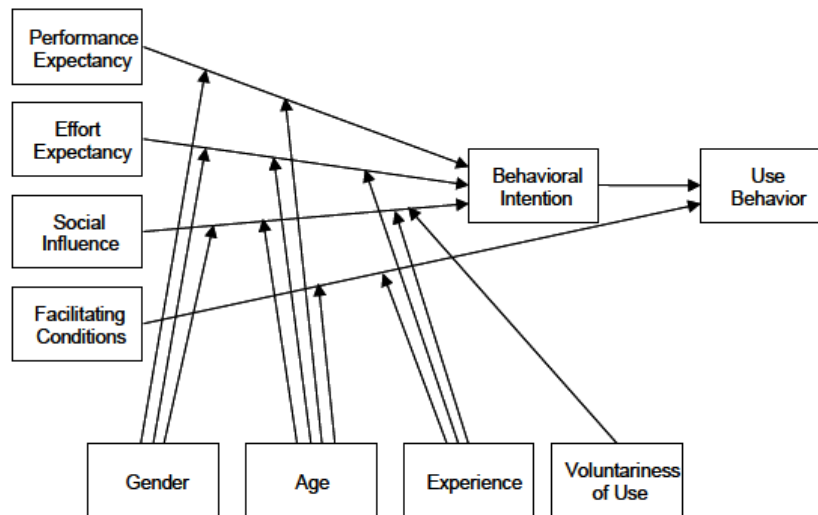 Performance
Expectancy
Effort
Expectancy
Social
Influence
Facilitating
Conditions
Behavioral
Intention
Use
Behavior
Gender
Age
Experience
Voluntariness
of Use